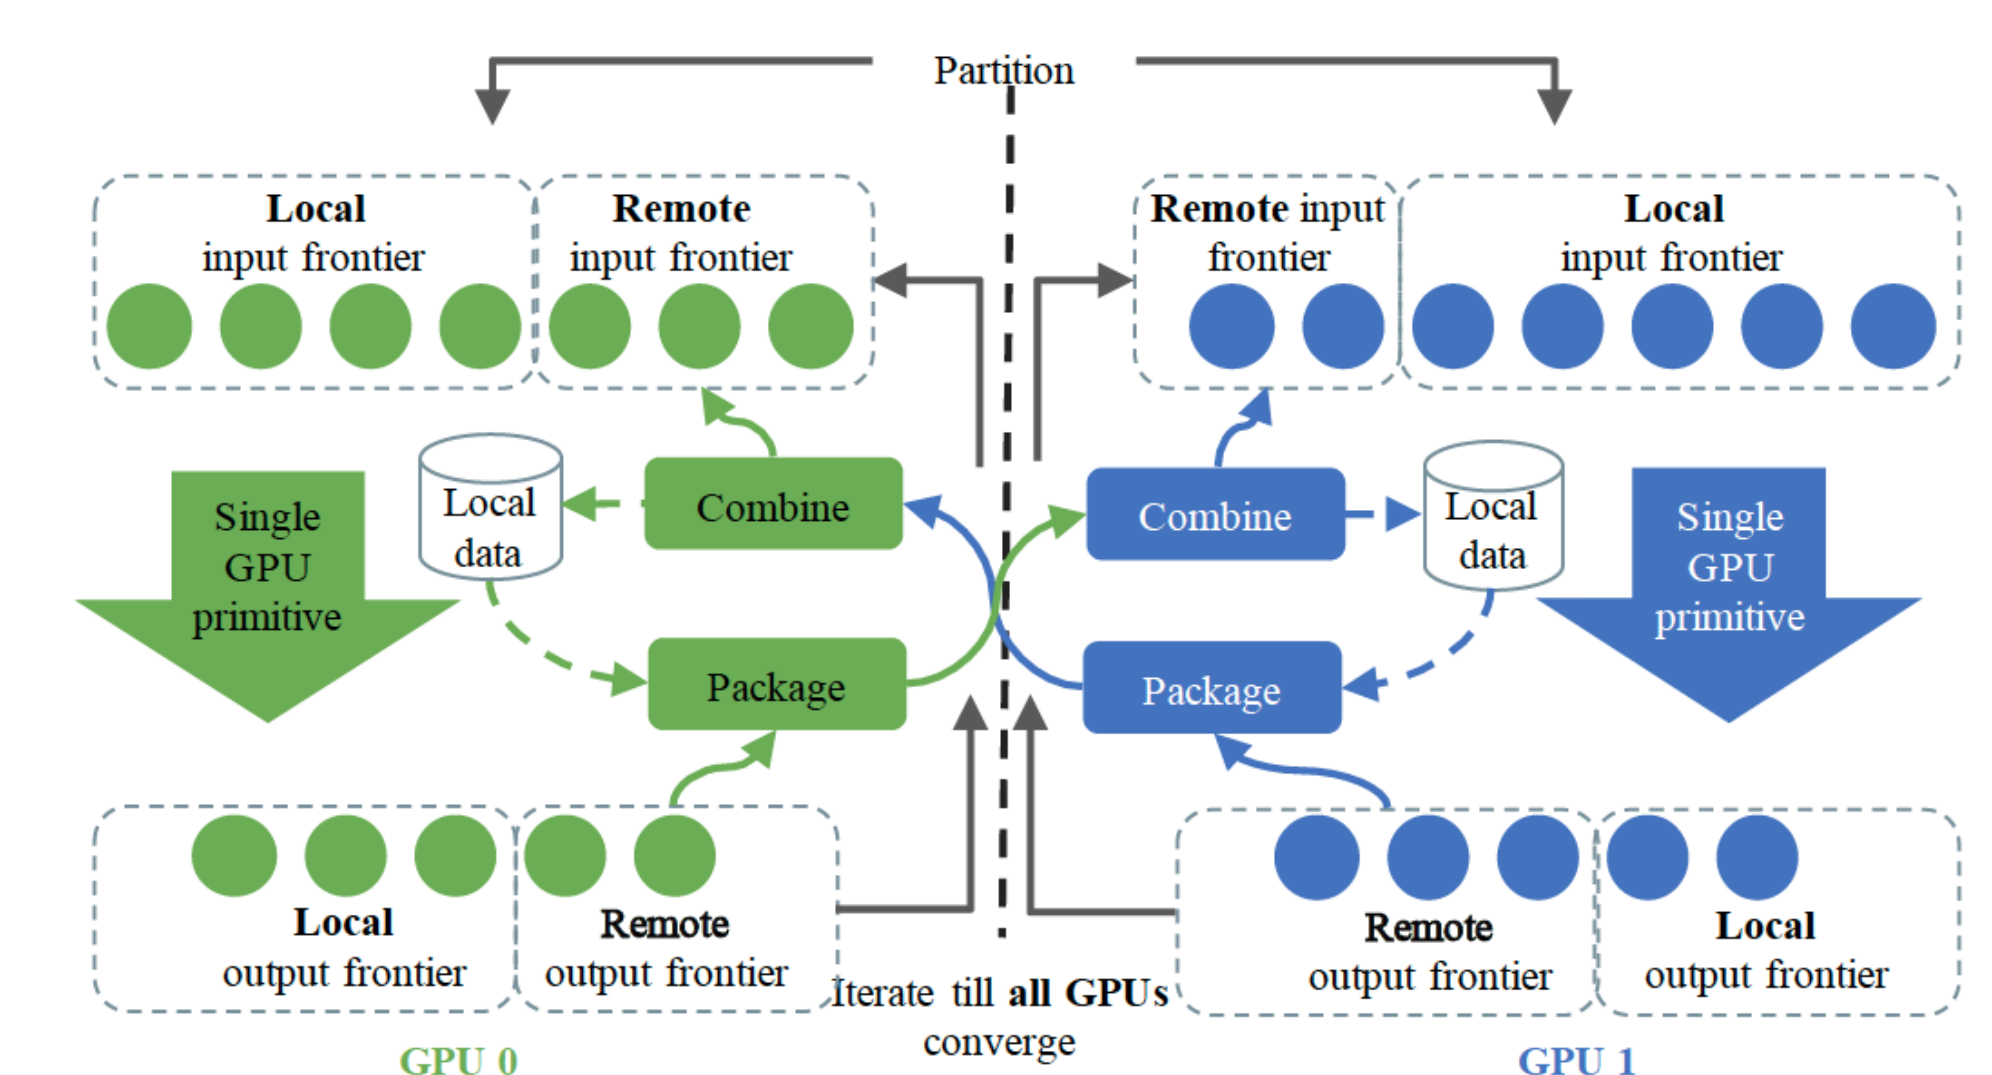 Partition
Local
input frontier
Remote
input frontier
Remote input
frontier
Local
input frontier
Single
GPU
primitive
Local
data
Combine
Package
Combine
Package
Local
data
Single
GPU
primitive
Local
output frontier
Remote
output frontier
Iterate till all GPUs
converge
Remote
output frontier
Local
output frontier
GPU 0
GPU 1